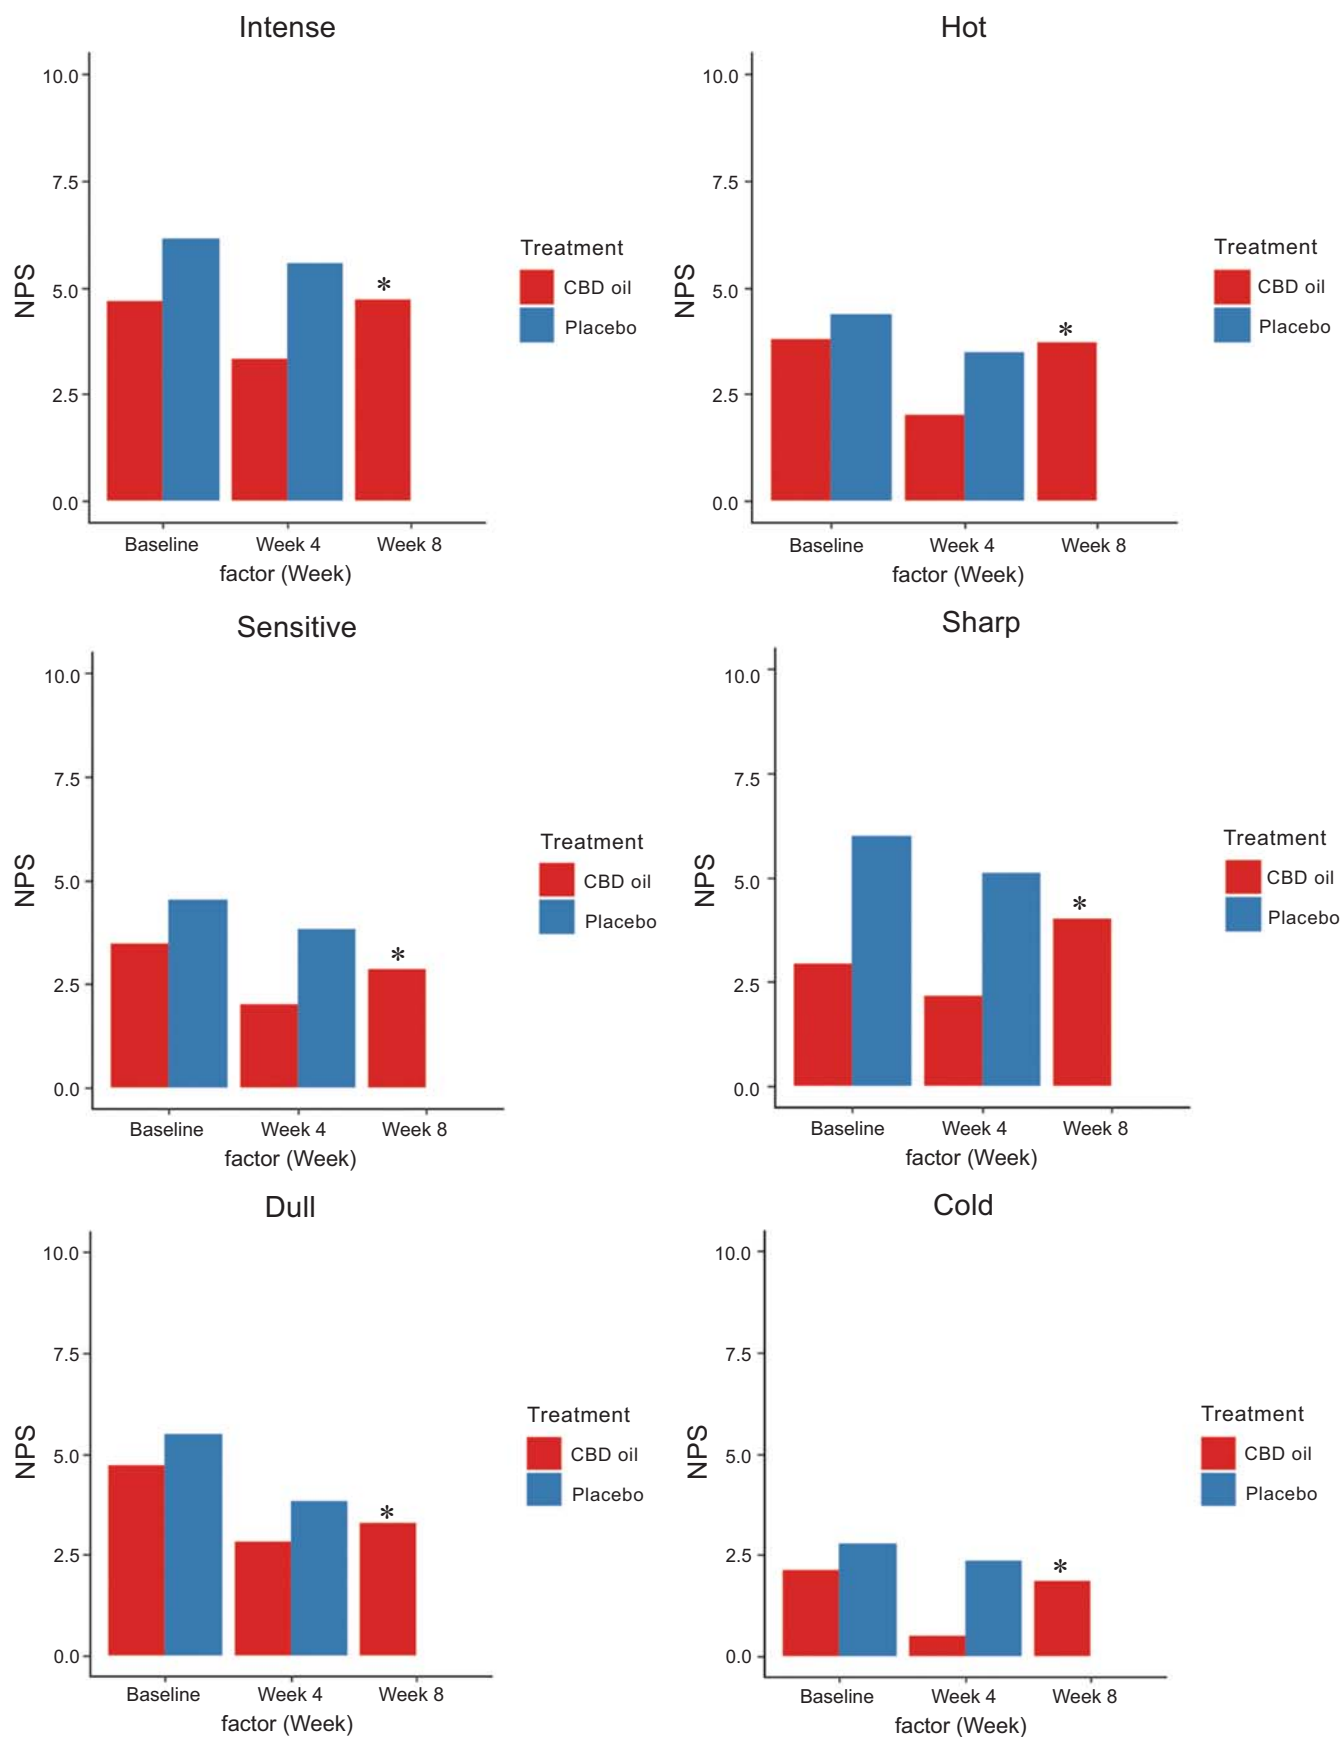 Intense
10.0
7.5
5.0
2.5
0.0
NPS
*
Baseline Week 4 Week 8
factor (Week)
Treatment
CBD oil
Placebo
Hot
10.0
7.5
5.0
2.5
0.0
NPS
*
Baseline Week 4 Week 8
factor (Week)
Treatment
CBD oil
Placebo
Sensitive
10.0
7.5
5.0
2.5
0.0
NPS
*
Baseline Week 4 Week 8
factor (Week)
Treatment
CBD oil
Placebo
Sharp
10.0
7.5
5.0
2.5
0.0
NPS
*
Baseline Week 4 Week 8
factor (Week)
Treatment
CBD oil
Placebo
Dull
10.0
7.5
5.0
2.5
0.0
NPS
*
Baseline Week 4 Week 8
factor (Week)
Treatment
CBD oil
Placebo
Cold
10.0
7.5
5.0
2.5
0.0
NPS
*
Baseline Week 4 Week 8
factor (Week)
Treatment
CBD oil
Placebo